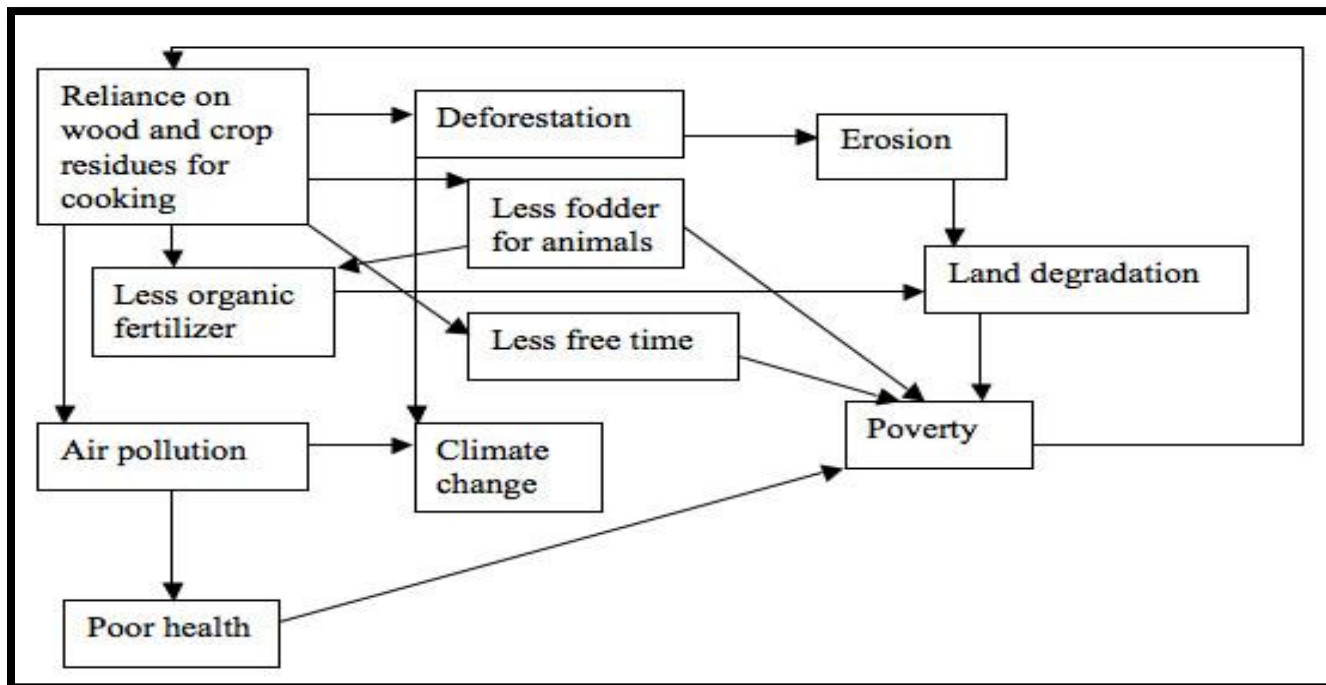 Reliance on
wood and crop
residues for
cooking
Deforestation
Erosion
Less fodder
for animals
Land degradation
Less organic
fertilizer
Less free time
Poverty
Air pollution
Climate
change
Poor health